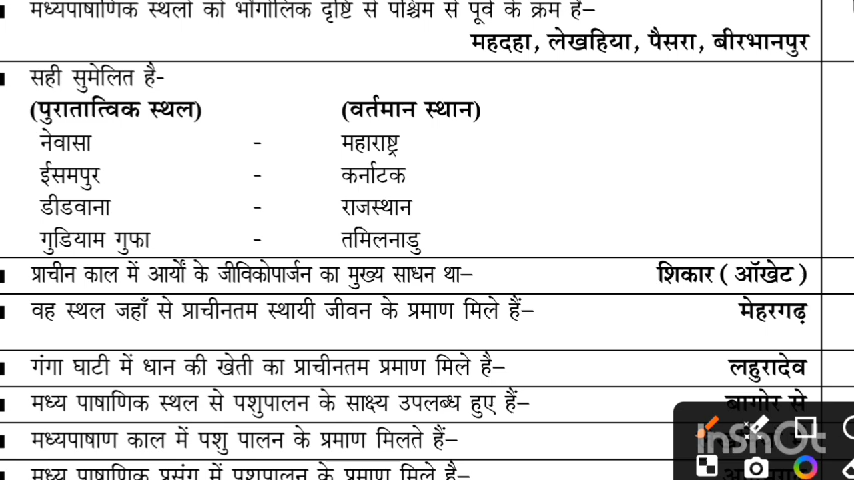 मध्यपाषाणिक स्थलों को भौगोलिक दृष्टि से पश्चिम से पूर्व के क्रम हैं–
महदहा, लेखहिया, पैसरा, बीरभानपुर
सही सुमेलित है-
(पुरातात्विक स्थल) (वर्तमान स्थान)
नेवासा - महाराष्ट्र
ईसमपुर - कर्नाटक
डीडवाना - राजस्थान
गुडियाम गुफा - तमिलनाडु
प्राचीन काल में आर्यों के जीविकोपार्जन का मुख्य साधन था– शिकार ( ऑखेट )
वह स्थल जहाँ से प्राचीनतम स्थायी जीवन के प्रमाण मिले हैं– मेहरगढ़
गंगा घाटी में धान की खेती का प्राचीनतम प्रमाण मिले है– लहुरादेव
मध्य पाषाणिक स्थल से पशुपालन के साक्ष्य उपलब्ध हुए हैं– बागोर से
मध्यपाषाण काल में पशु पालन के प्रमाण मिलते हैं–
मध्य पाषाणिक प्रसंग में पशुपालन के प्रमाण मिले है–
InShOt